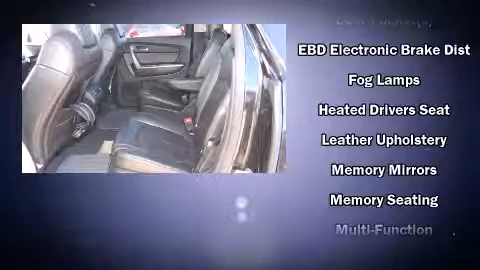 EBD Electronic Brake Dist
Fog Lamps
Heated Drivers Seat
Leather Upholstery
Memory Mirrors
Memory Seating
Multi-Function